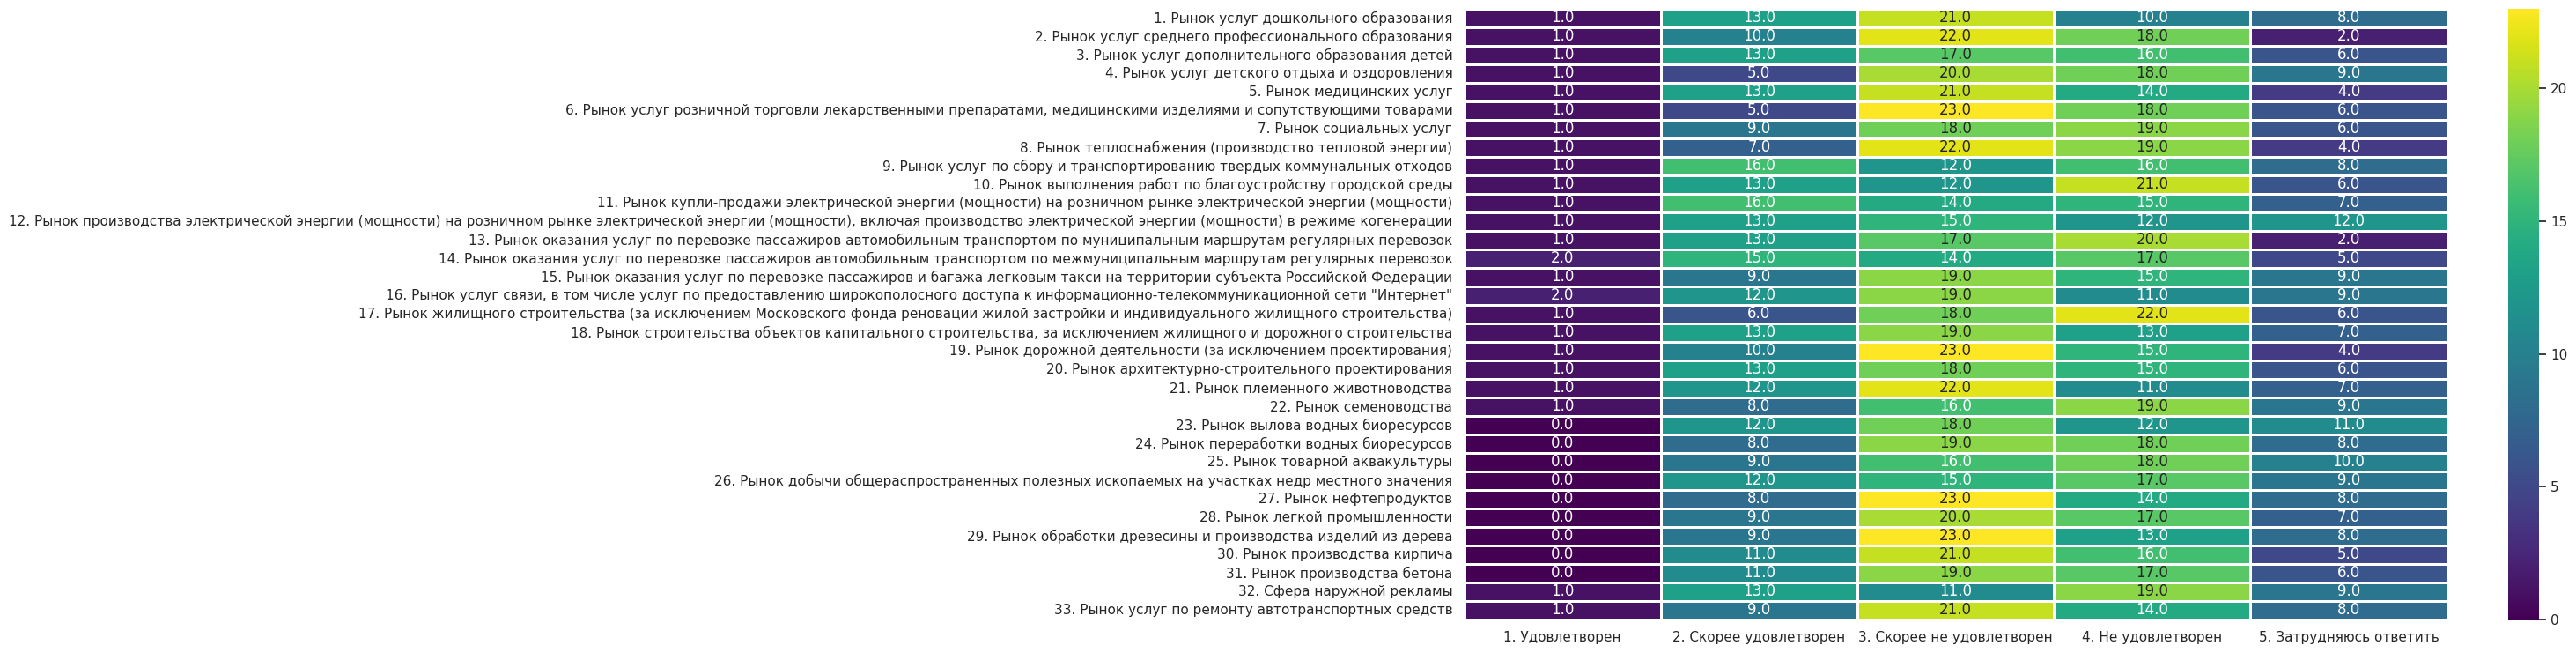 1. Рынок услуг дошкольного образования 1.0 13.0 21.0 10.0 8.0
2. Рынок услуг среднего профессионального образования 1.0 10.0 22.0 18.0 2.0
3. Рынок услуг дополнительного образования детей 1.0 13.0 17.0 16.0 6.0
4. Рынок услуг детского отдыха и оздоровления 1.0 5.0 20.0 18.0 9.0
5. Рынок медицинских услуг 1.0 13.0 21.0 14.0 4.0
6. Рынок услуг розничной торговли лекарственными препаратами, медицинскими изделиями и сопутствующими товарами 1.0 5.0 23.0 18.0 6.0
7. Рынок социальных услуг 1.0 9.0 18.0 19.0 6.0
8. Рынок теплоснабжения (производство тепловой энергии) 1.0 7.0 22.0 19.0 4.0
9. Рынок услуг по сбору и транспортированию твердых коммунальных отходов 1.0 16.0 12.0 16.0 8.0
10. Рынок выполнения работ по благоустройству городской среды 1.0 13.0 12.0 21.0 6.0
11. Рынок купли-продажи электрической энергии (мощности) на розничном рынке электрической энергии (мощности) 1.0 16.0 14.0 15.0 7.0
12. Рынок производства электрической энергии (мощности) на розничном рынке электрической энергии (мощности), включая производство электрической энергии (мощности) в режиме когенерации 1.0 13.0 15.0 12.0 12.0
13. Рынок оказания услуг по перевозке пассажиров автомобильным транспортом по муниципальным маршрутам регулярных перевозок 1.0 13.0 17.0 20.0 2.0
14. Рынок оказания услуг по перевозке пассажиров автомобильным транспортом по межмуниципальным маршрутам регулярных перевозок 2.0 15.0 14.0 17.0 5.0
15. Рынок оказания услуг по перевозке пассажиров и багажа легковым такси на территории субъекта Российской Федерации 1.0 9.0 19.0 15.0 9.0
16. Рынок услуг связи, в том числе услуг по предоставлению широкополосного доступа к информационно-телекоммуникационной сети "Интернет" 2.0 12.0 19.0 11.0 9.0
17. Рынок жилищного строительства (за исключением Московского фонда реновации жилой застройки и индивидуального жилищного строительства) 1.0 6.0 18.0 22.0 6.0
18. Рынок строительства объектов капитального строительства, за исключением жилищного и дорожного строительства 1.0 13.0 19.0 13.0 7.0
19. Рынок дорожной деятельности (за исключением проектирования) 1.0 10.0 23.0 15.0 4.0
20. Рынок архитектурно-строительного проектирования 1.0 13.0 18.0 15.0 6.0
21. Рынок племенного животноводства 1.0 12.0 22.0 11.0 7.0
22. Рынок семеноводства 1.0 8.0 16.0 19.0 9.0
23. Рынок вылова водных биоресурсов 0.0 12.0 18.0 12.0 11.0
24. Рынок переработки водных биоресурсов 0.0 8.0 19.0 18.0 8.0
25. Рынок товарной аквакультуры 0.0 9.0 16.0 18.0 10.0
26. Рынок добычи общераспространенных полезных ископаемых на участках недр местного значения 0.0 12.0 15.0 17.0 9.0
27. Рынок нефтепродуктов 0.0 8.0 23.0 14.0 8.0
28. Рынок легкой промышленности 0.0 9.0 20.0 17.0 7.0
29. Рынок обработки древесины и производства изделий из дерева 0.0 9.0 23.0 13.0 8.0
30. Рынок производства кирпича 0.0 11.0 21.0 16.0 5.0
31. Рынок производства бетона 0.0 11.0 19.0 17.0 6.0
32. Сфера наружной рекламы 1.0 13.0 11.0 19.0 9.0
33. Рынок услуг по ремонту автотранспортных средств 1.0 9.0 21.0 14.0 8.0
1. Удовлетворен 2. Скорее удовлетворен 3. Скорее не удовлетворен 4. Не удовлетворен 5. Затрудняюсь ответить
20
15
10
5
0